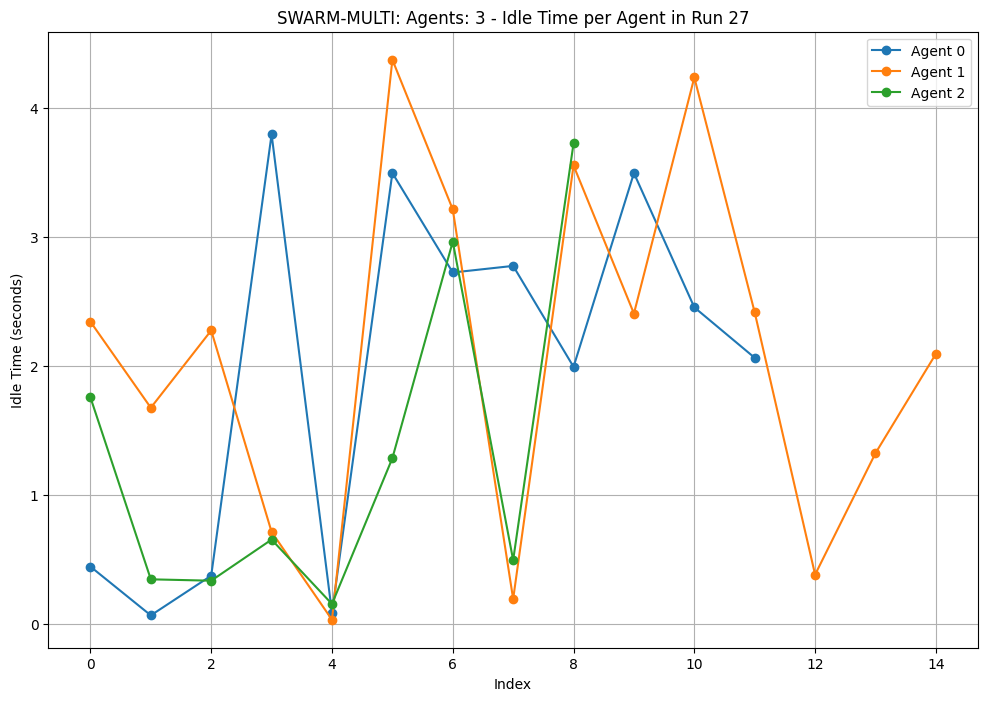 SWARM-MULTI: Agents: 3 - Idle Time per Agent in Run 27
Agent 0
Agent 1
Agent 2
Idle Time (seconds)
4
3
2
1
0
0 2 4 6 8 10 12 14
Index